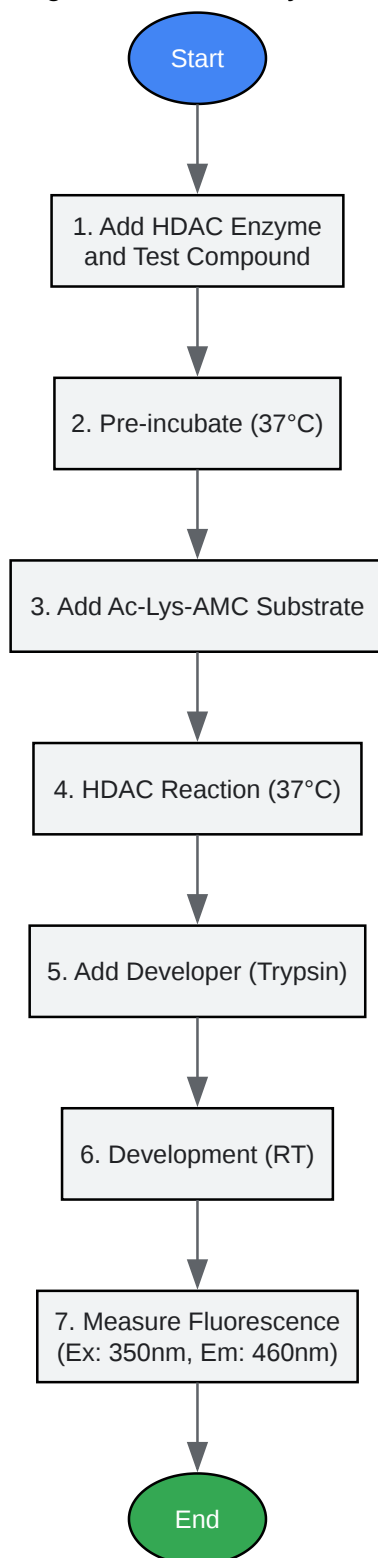 Start
1. Add HDAC Enzyme
and Test Compound
2. Pre-incubate (37°C)
3. Add Ac-Lys-AMC Substrate
4. HDAC Reaction (37°C)
5. Add Developer (Trypsin)
6. Development (RT)
7. Measure Fluorescence
(Ex: 350nm, Em: 460nm)
End